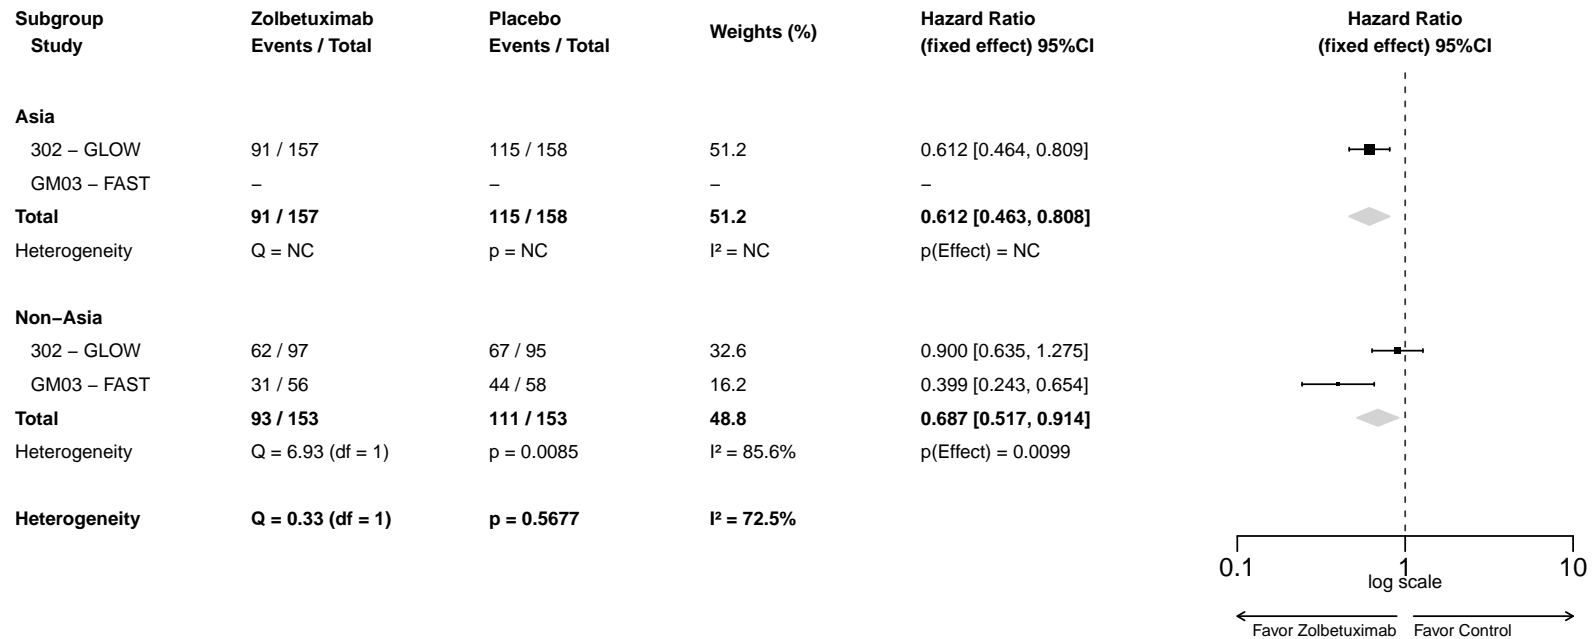 Subgroup Zolbetuximab Placebo Weights (%) Hazard Ratio Hazard Ratio
Study Events / Total Events / Total (fixed effect) 95%CI (fixed effect) 95%CI
Asia
302 − GLOW 91 / 157 115 / 158 51.2 0.612 [0.464, 0.809]
GM03 − FAST − − − −
Total 91 / 157 115 / 158 51.2 0.612 [0.463, 0.808]
Heterogeneity Q = NC p = NC I² = NC p(Effect) = NC
Non−Asia
302 − GLOW 62 / 97 67 / 95 32.6 0.900 [0.635, 1.275]
GM03 − FAST 31 / 56 44 / 58 16.2 0.399 [0.243, 0.654]
Total 93 / 153 111 / 153 48.8 0.687 [0.517, 0.914]
Heterogeneity Q = 6.93 (df = 1) p = 0.0085 I² = 85.6% p(Effect) = 0.0099
Heterogeneity Q = 0.33 (df = 1) p = 0.5677 I² = 72.5%
0.1 1 10
log scale
Favor Zolbetuximab Favor Control